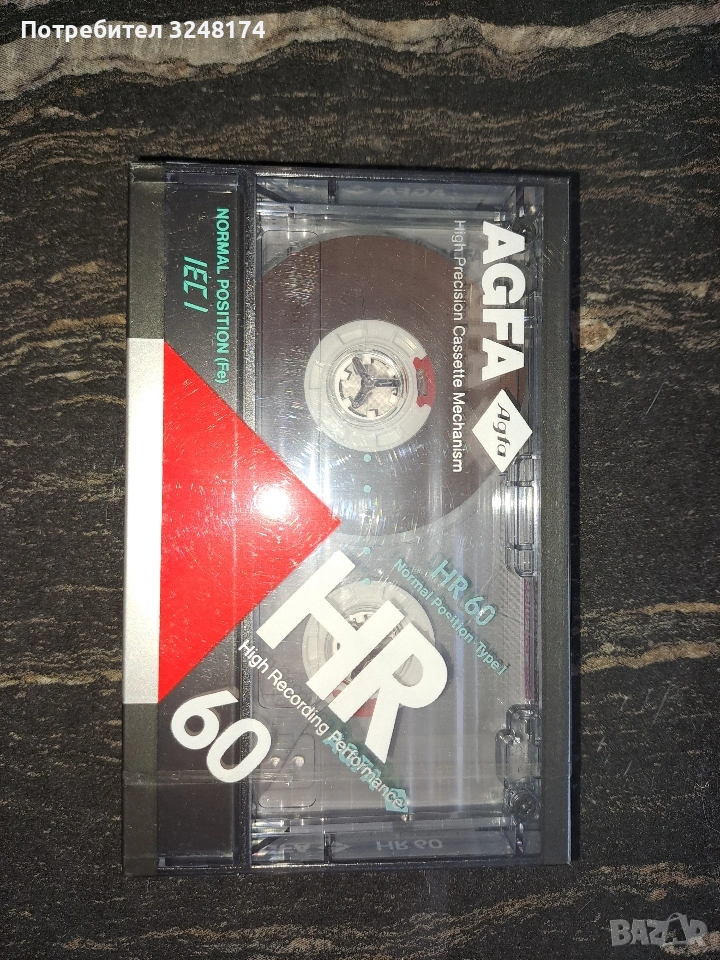 Потребител 3248174
AGFA
Agfa
High Precision Cassette Mechanism
HR 60
Normal Position·Type I
HR
High Recording Performance
60
NORMAL POSITION (Fe)
IEC I
HR 60
BAZAR